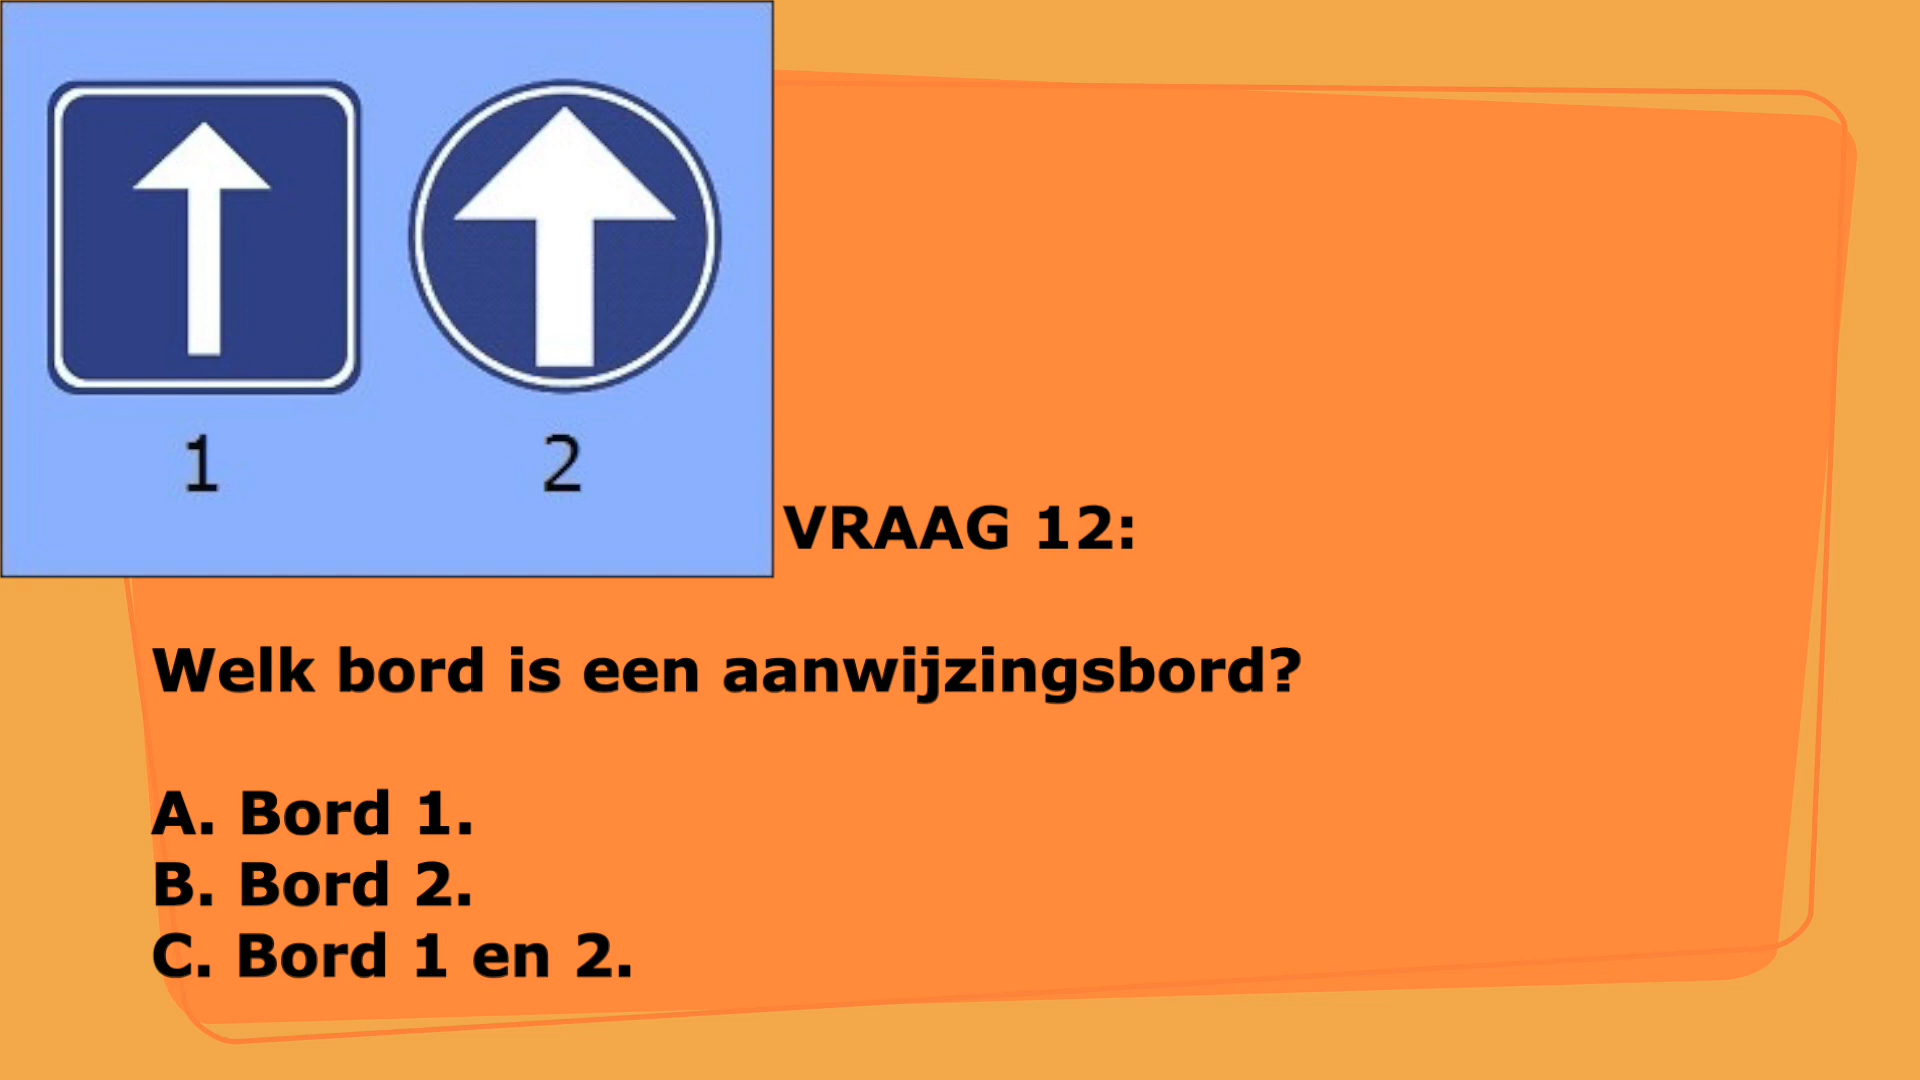 1
2
VRAAG 12:
Welk bord is een aanwijzingsbord?
A. Bord 1.
B. Bord 2.
C. Bord 1 en 2.